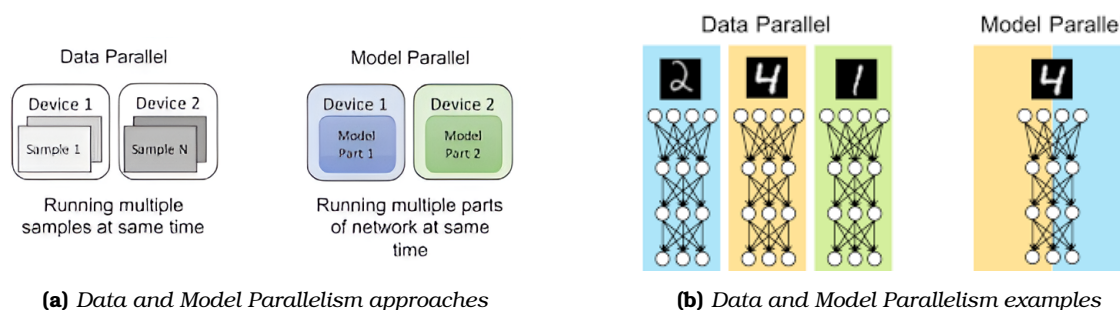 Data Parallel
Device 1
Device 2
Sample 1
Sample N
Running multiple
samples at same time
Model Parallel
Device 1
Device 2
Model
Part 1
Model
Part 2
Running multiple parts
of network at same
time
(a) Data and Model Parallelism approaches
Data Parallel
Model Paralle
2
4
1
4
(b) Data and Model Parallelism examples